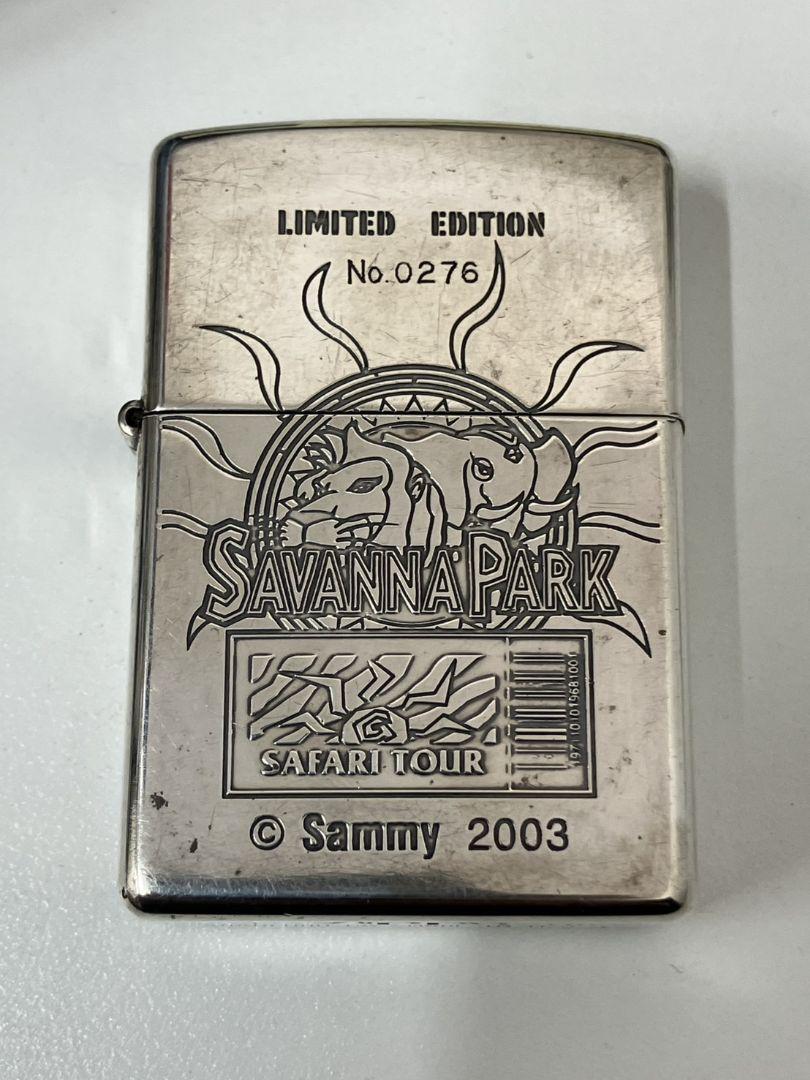 LIMITED EDITION
No.0276
SAVANNA PARK
SAFARI TOUR
© Sammy 2003